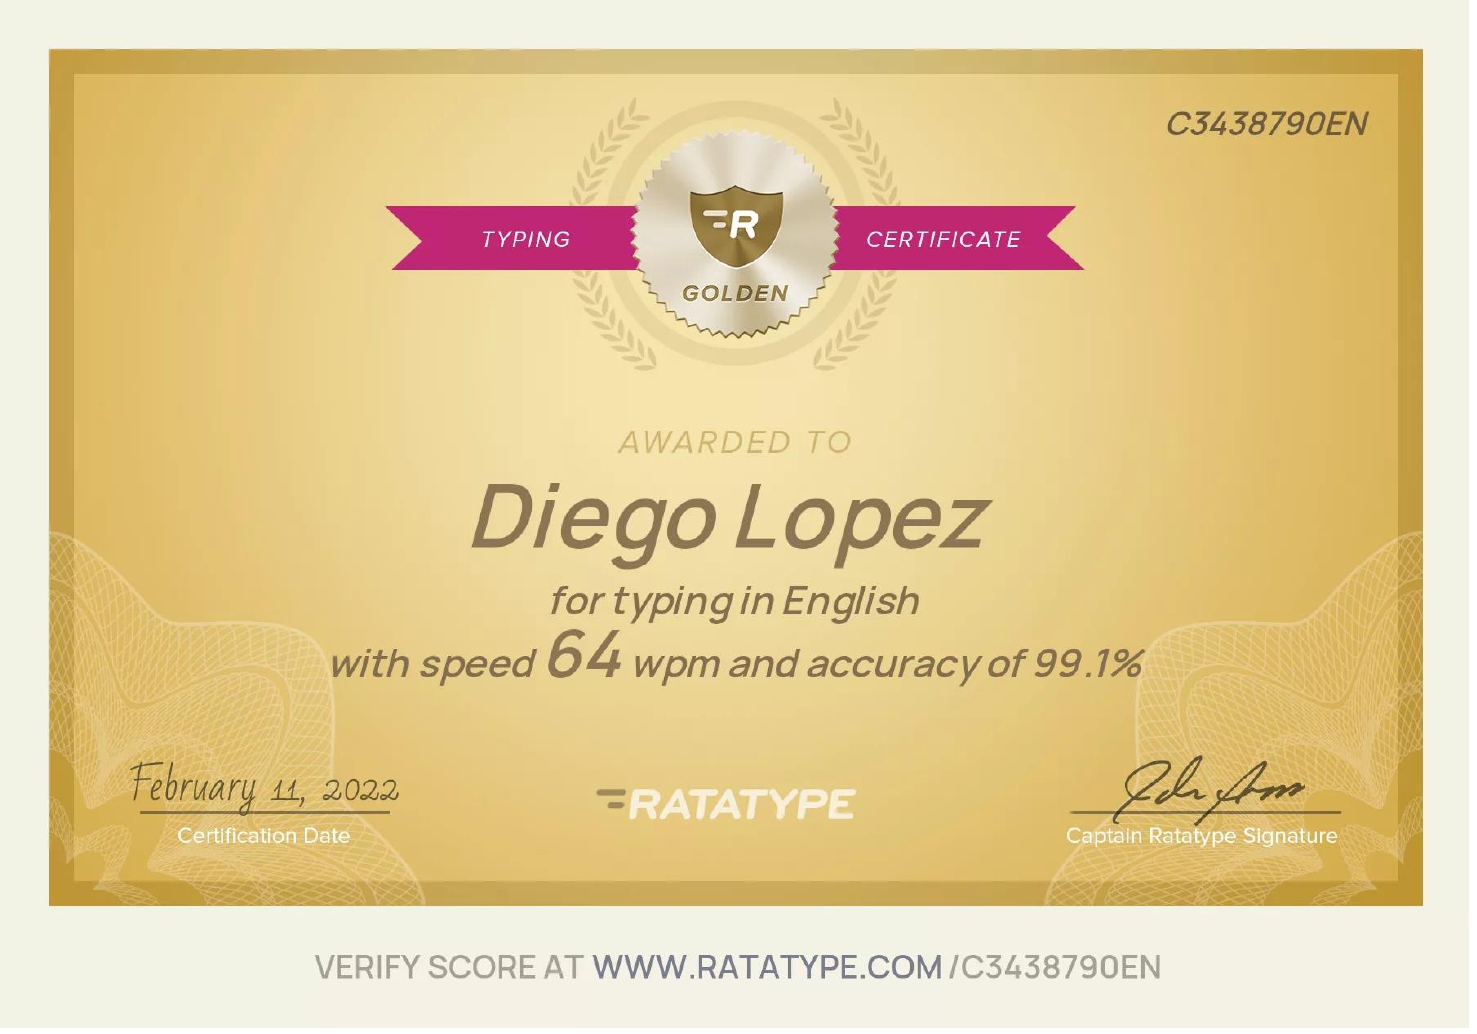 C3438790EN
TYPING
CERTIFICATE
R
GOLDEN
AWARDED TO
Diego Lopez
for typing in English
with speed 64 wpm and accuracy of 99.1%
February 11, 2022
Certification Date
RATATYPE
Captain Ratatype Signature
VERIFY SCORE AT WWW.RATATYPE.COM/C3438790EN